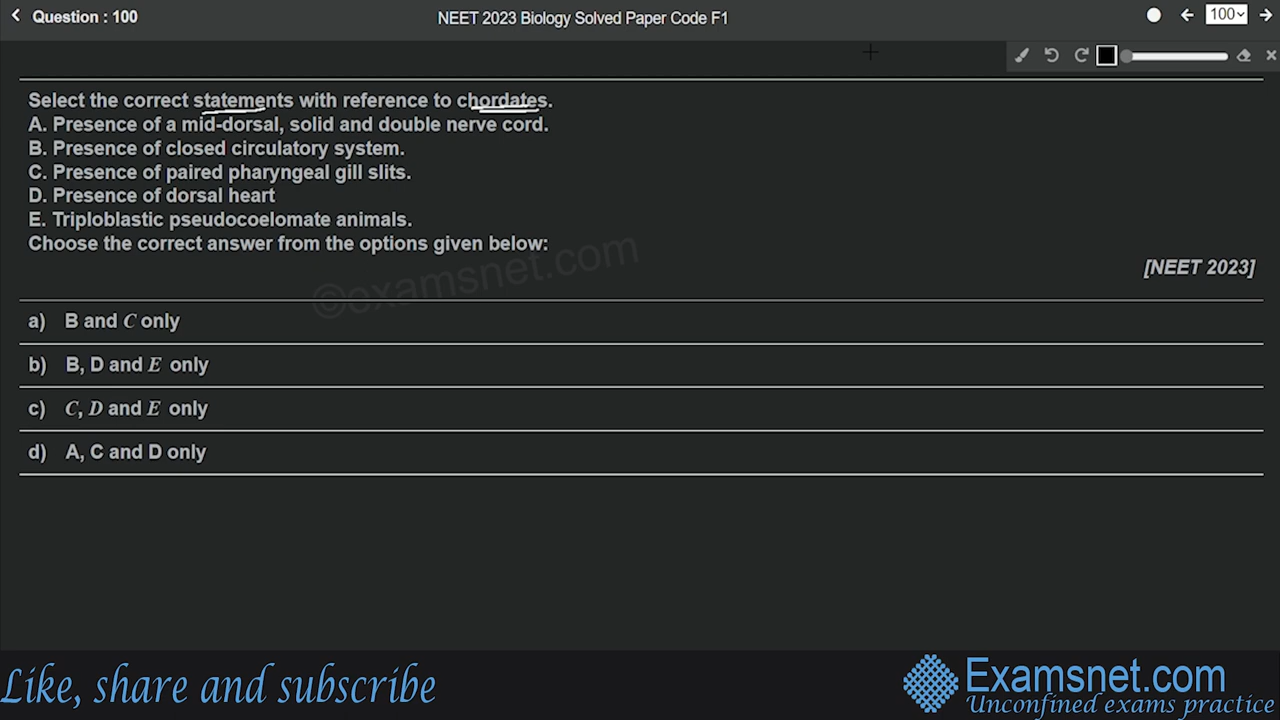 Question : 100
NEET 2023 Biology Solved Paper Code F1
100
Select the correct statements with reference to chordates.
A. Presence of a mid-dorsal, solid and double nerve cord.
B. Presence of closed circulatory system.
C. Presence of paired pharyngeal gill slits.
D. Presence of dorsal heart
E. Triploblastic pseudocoelomate animals.
Choose the correct answer from the options given below:
©examsnet.com
[NEET 2023]
a) B and C only
b) B, D and E only
c) C, D and E only
d) A, C and D only
Like, share and subscribe
Examsnet.com
Unconfined exams practice